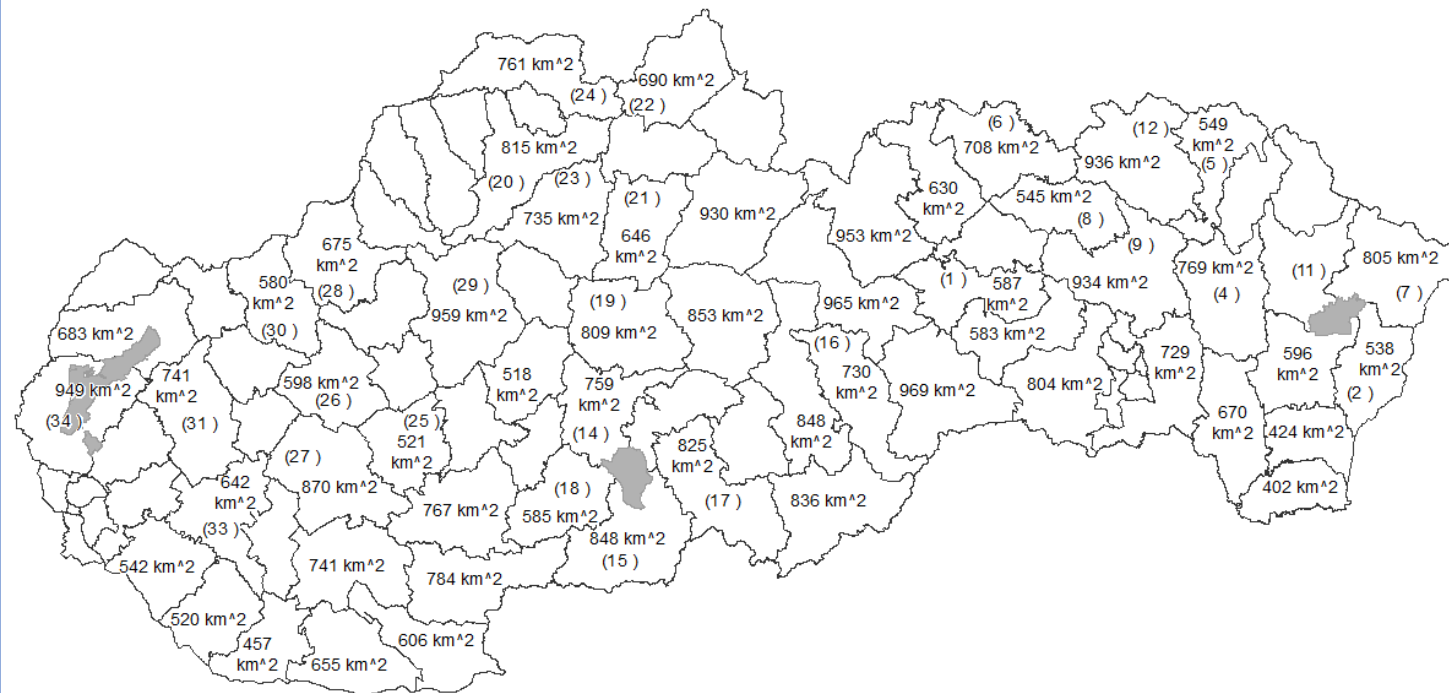 761 km^2
(24 )
690 km^2
(22 )
815 km^2
(20 )
(23 )
735 km^2
(21 )
646
km^2
930 km^2
(6 )
708 km^2
(12 )
936 km^2
549
km^2
(5 )
630
km^2
545 km^2
(8 )
953 km^2
(9 )
934 km^2
769 km^2
(4 )
(11 )
805 km^2
(7 )
675
km^2
(28 )
580
km^2
(30 )
(29 )
959 km^2
(19 )
809 km^2
853 km^2
965 km^2
(1 )
587
km^2
583 km^2
683 km^2
949 km^2
(34 )
741
km^2
(31 )
598 km^2
(26 )
518
km^2
759
km^2
(14 )
(16 )
730
km^2
969 km^2
804 km^2
729
km^2
596
km^2
538
km^2
(2 )
(25 )
521
km^2
825
km^2
848
km^2
670
km^2
424 km^2
402 km^2
(27 )
870 km^2
642
km^2
(33 )
767 km^2
(18 )
585 km^2
(17 )
836 km^2
848 km^2
(15 )
542 km^2
741 km^2
784 km^2
520 km^2
457
km^2
655 km^2
606 km^2